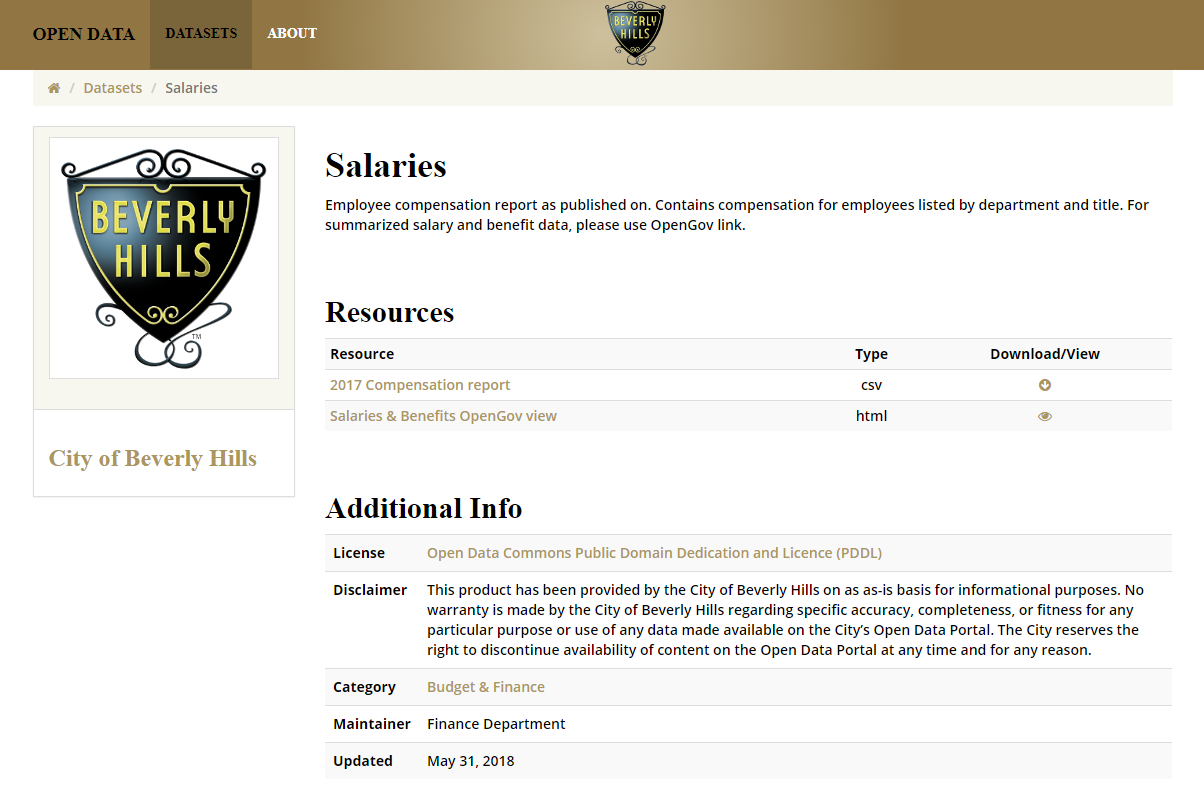 OPEN DATA DATASETS ABOUT
BEVERLY
HILLS
/ Datasets / Salaries
BEVERLY
HILLS
TM
City of Beverly Hills
Salaries
Employee compensation report as published on. Contains compensation for employees listed by department and title. For
summarized salary and benefit data, please use OpenGov link.
Resources
Resource Type Download/View
2017 Compensation report csv
Salaries & Benefits OpenGov view html
Additional Info
License Open Data Commons Public Domain Dedication and Licence (PDDL)
Disclaimer This product has been provided by the City of Beverly Hills on as as-is basis for informational purposes. No
warranty is made by the City of Beverly Hills regarding specific accuracy, completeness, or fitness for any
particular purpose or use of any data made available on the City’s Open Data Portal. The City reserves the
right to discontinue availability of content on the Open Data Portal at any time and for any reason.
Category Budget & Finance
Maintainer Finance Department
Updated May 31, 2018